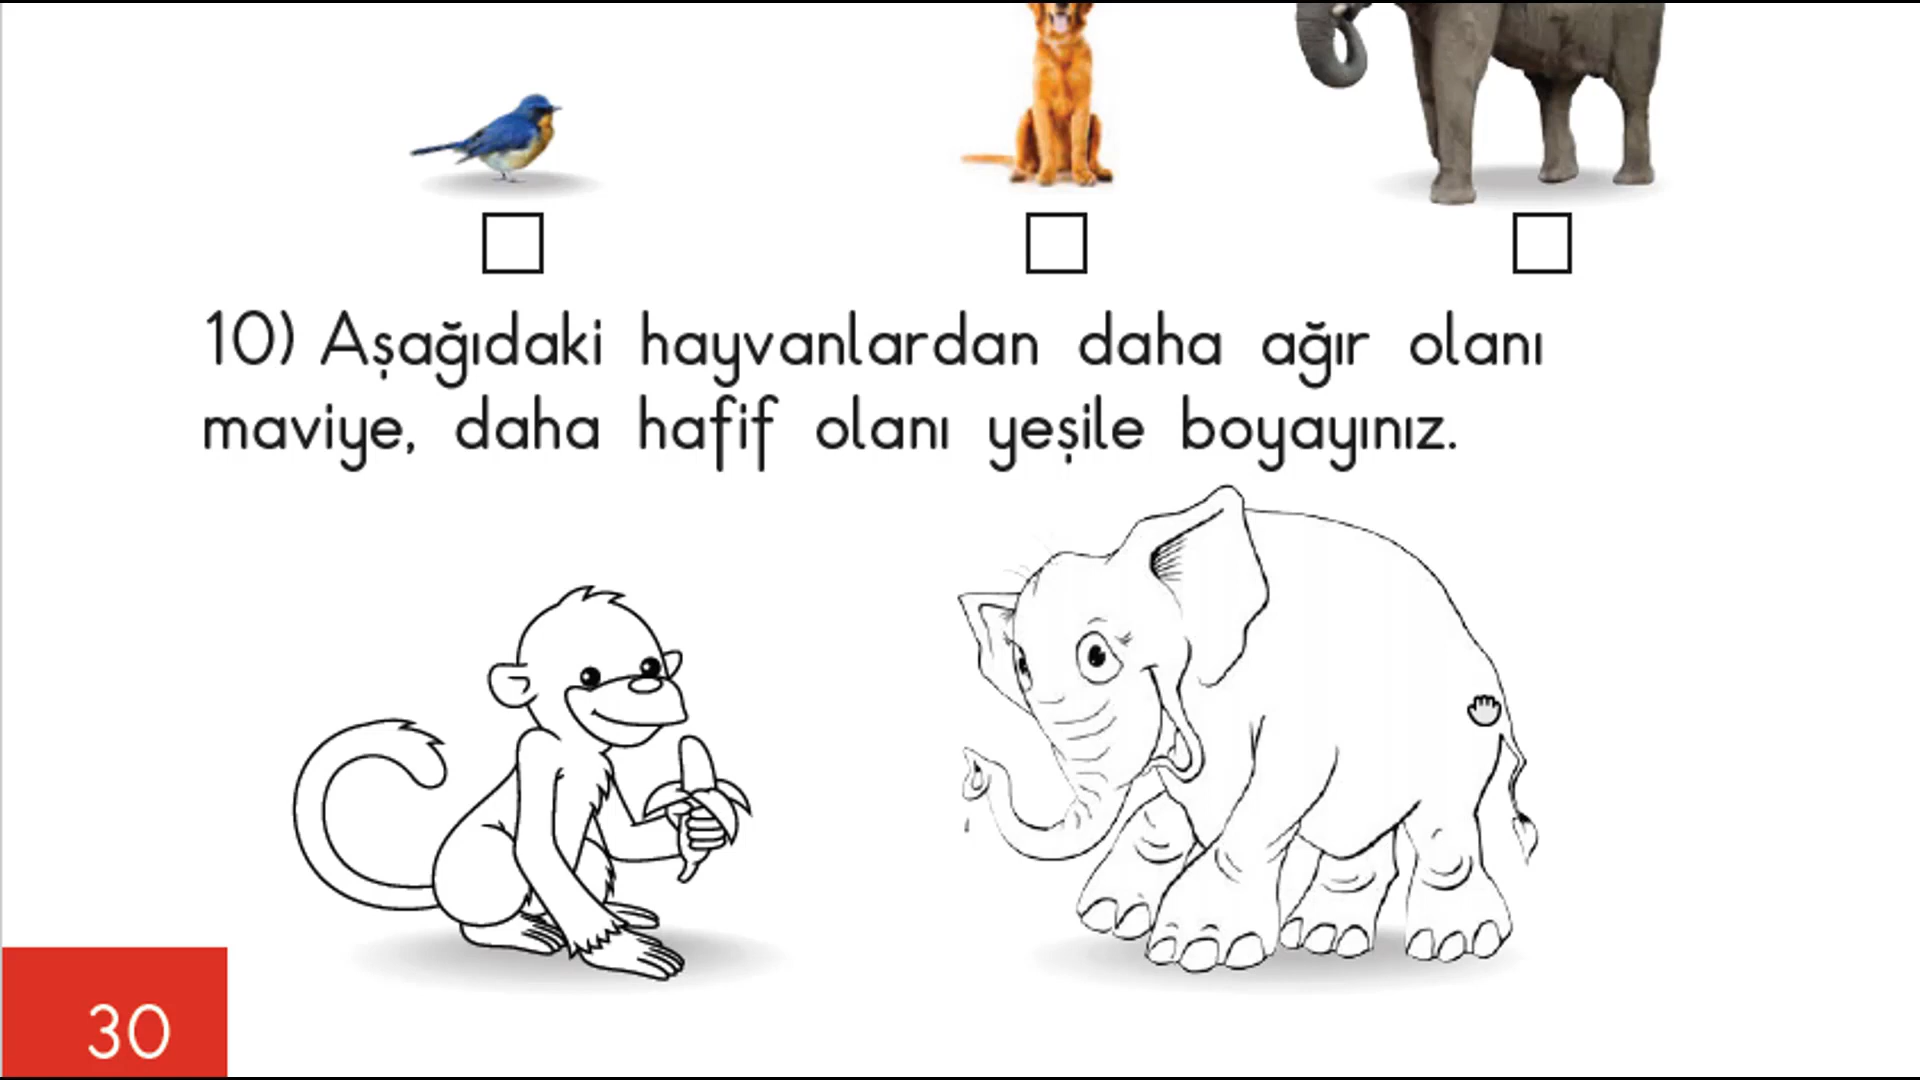 10) Aşağıdaki hayvanlardan daha ağır olanı
maviye, daha hafif olanı yeşile boyayınız.
30